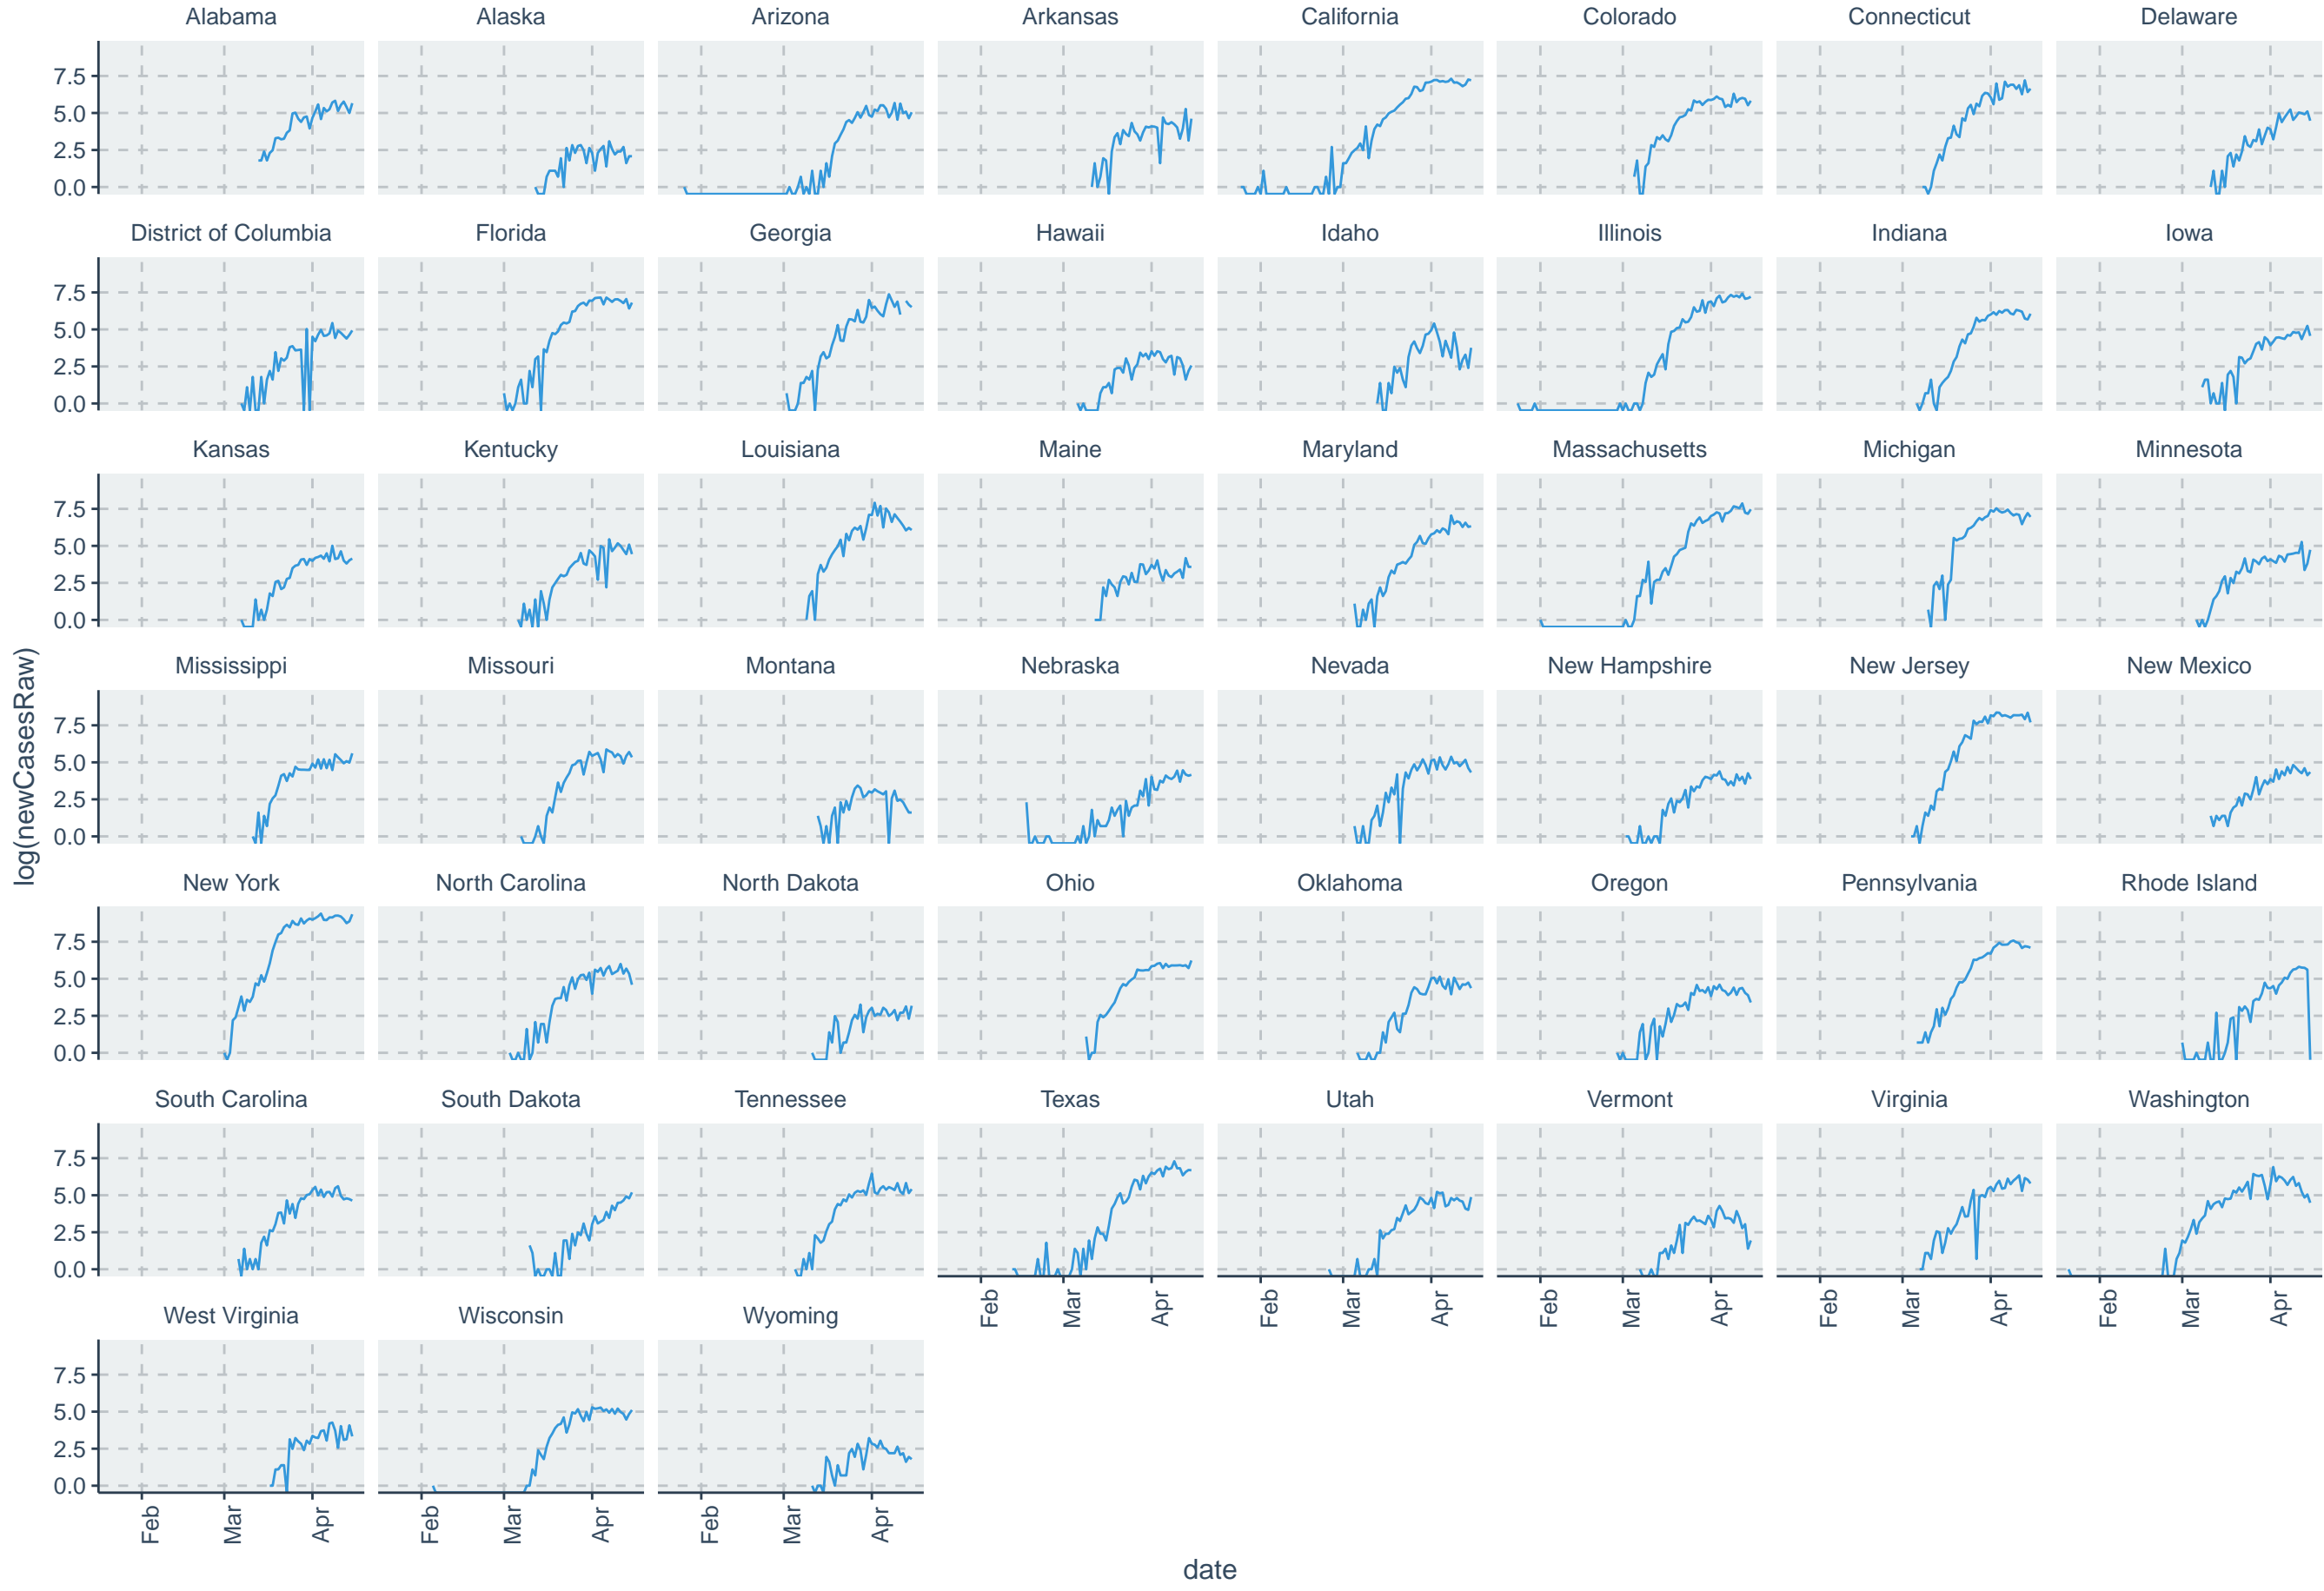 Alabama Alaska Arizona Arkansas California Colorado Connecticut Delaware
7.5
5.0
2.5
0.0
District of Columbia Florida Georgia Hawaii Idaho Illinois Indiana Iowa
7.5
5.0
2.5
0.0
Kansas Kentucky Louisiana Maine Maryland Massachusetts Michigan Minnesota
7.5
5.0
2.5
0.0
log(newCasesRaw)
Mississippi Missouri Montana Nebraska Nevada New Hampshire New Jersey New Mexico
7.5
5.0
2.5
0.0
New York North Carolina North Dakota Ohio Oklahoma Oregon Pennsylvania Rhode Island
7.5
5.0
2.5
0.0
South Carolina South Dakota Tennessee Texas Utah Vermont Virginia Washington
7.5
5.0
2.5
0.0
Feb Mar Apr Feb Mar Apr Feb Mar Apr Feb Mar Apr Feb Mar Apr
West Virginia Wisconsin Wyoming
7.5
5.0
2.5
0.0
Feb Mar Apr Feb Mar Apr Feb Mar Apr
date